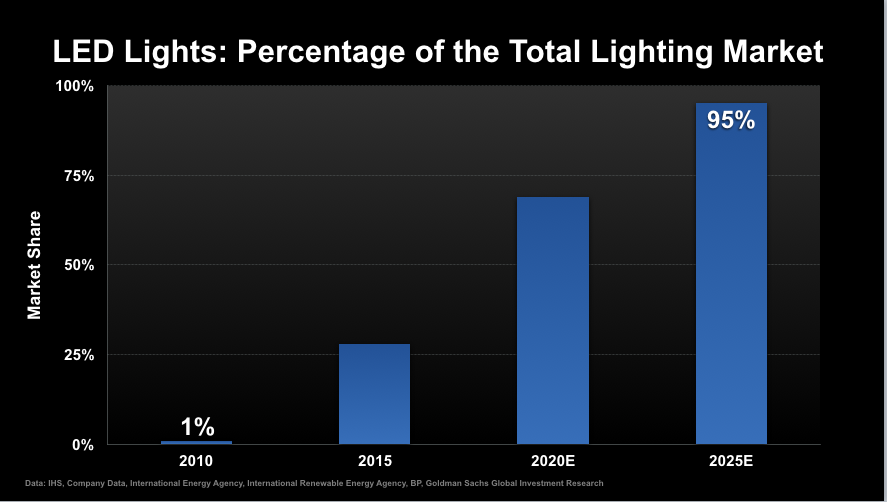 LED Lights: Percentage of the Total Lighting Market
100%
75%
50%
25%
0%
Market Share
1%
95%
2010
2015
2020E
2025E
Data: IHS, Company Data, International Energy Agency, International Renewable Energy Agency, BP, Goldman Sachs Global Investment Research